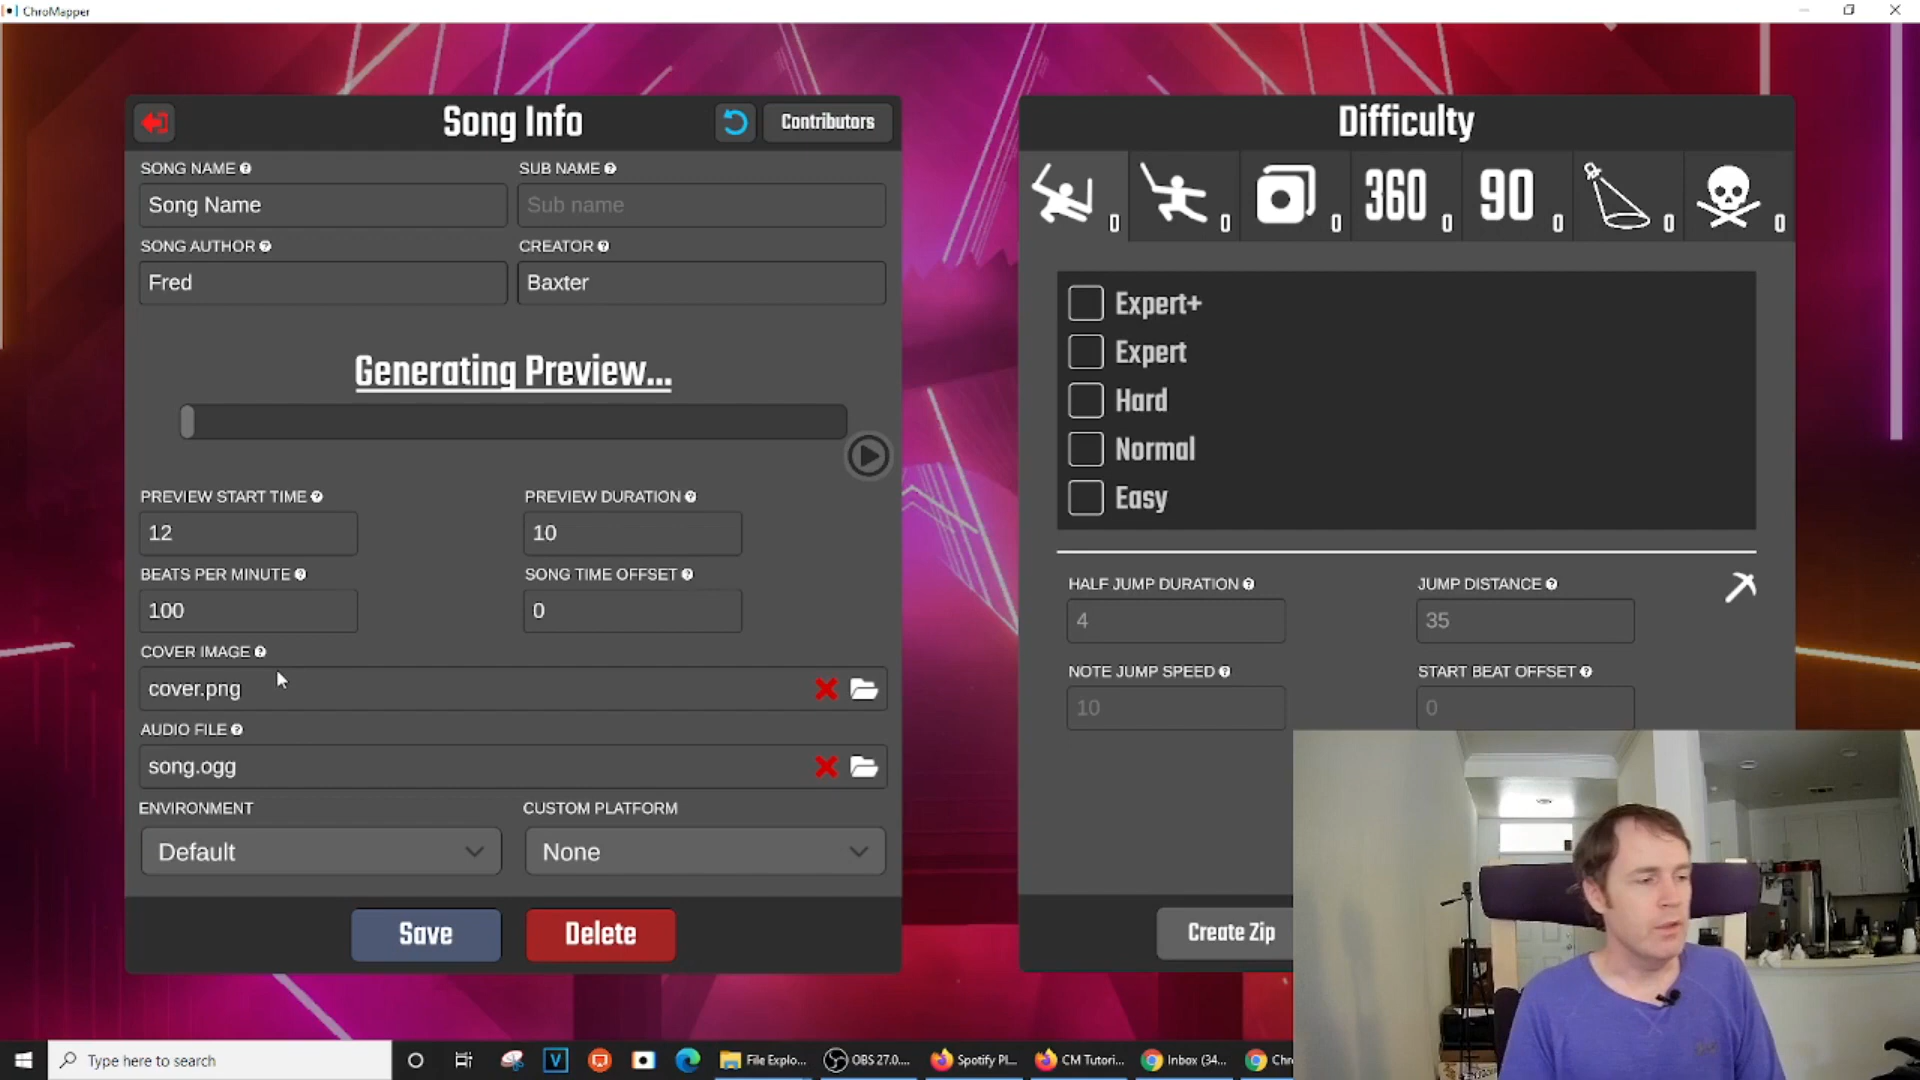 ChroMapper
Song Info
Contributors
SONG NAME
SUB NAME
Song Name
Sub name
SONG AUTHOR
CREATOR
Fred
Baxter
Generating Preview...
PREVIEW START TIME
PREVIEW DURATION
12
10
BEATS PER MINUTE
SONG TIME OFFSET
100
0
COVER IMAGE
cover.png
AUDIO FILE
song.ogg
ENVIRONMENT
CUSTOM PLATFORM
Default
None
Save
Delete
Difficulty
0
0
0
360 0
90 0
0
0
Expert+
Expert
Hard
Normal
Easy
HALF JUMP DURATION
JUMP DISTANCE
4
35
NOTE JUMP SPEED
START BEAT OFFSET
10
0
Create Zip
Type here to search
V
File Explo...
OBS 27.0....
Spotify Pl...
CM Tutori...
Inbox (34...
Chr